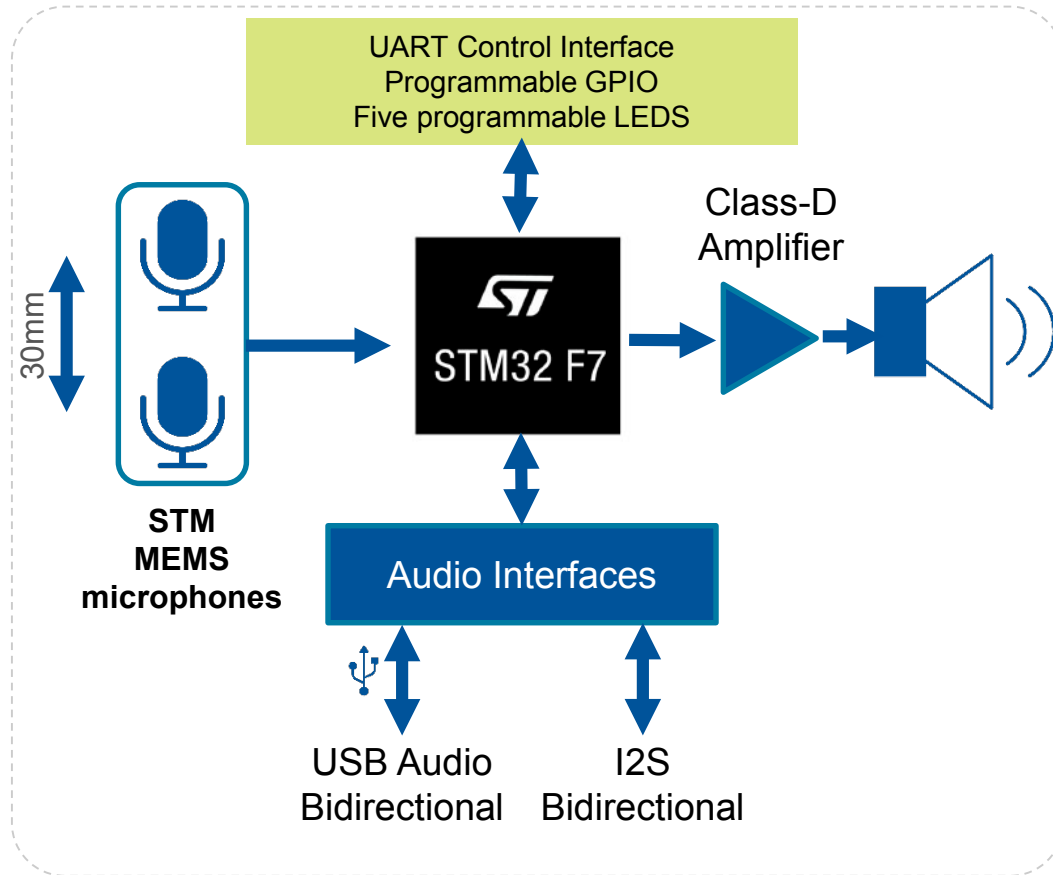 UART Control Interface
Programmable GPIO
Five programmable LEDS
Class-D
Amplifier
30mm
ST
STM32 F7
STM
MEMS
microphones
Audio Interfaces
USB Audio
Bidirectional
I2S
Bidirectional